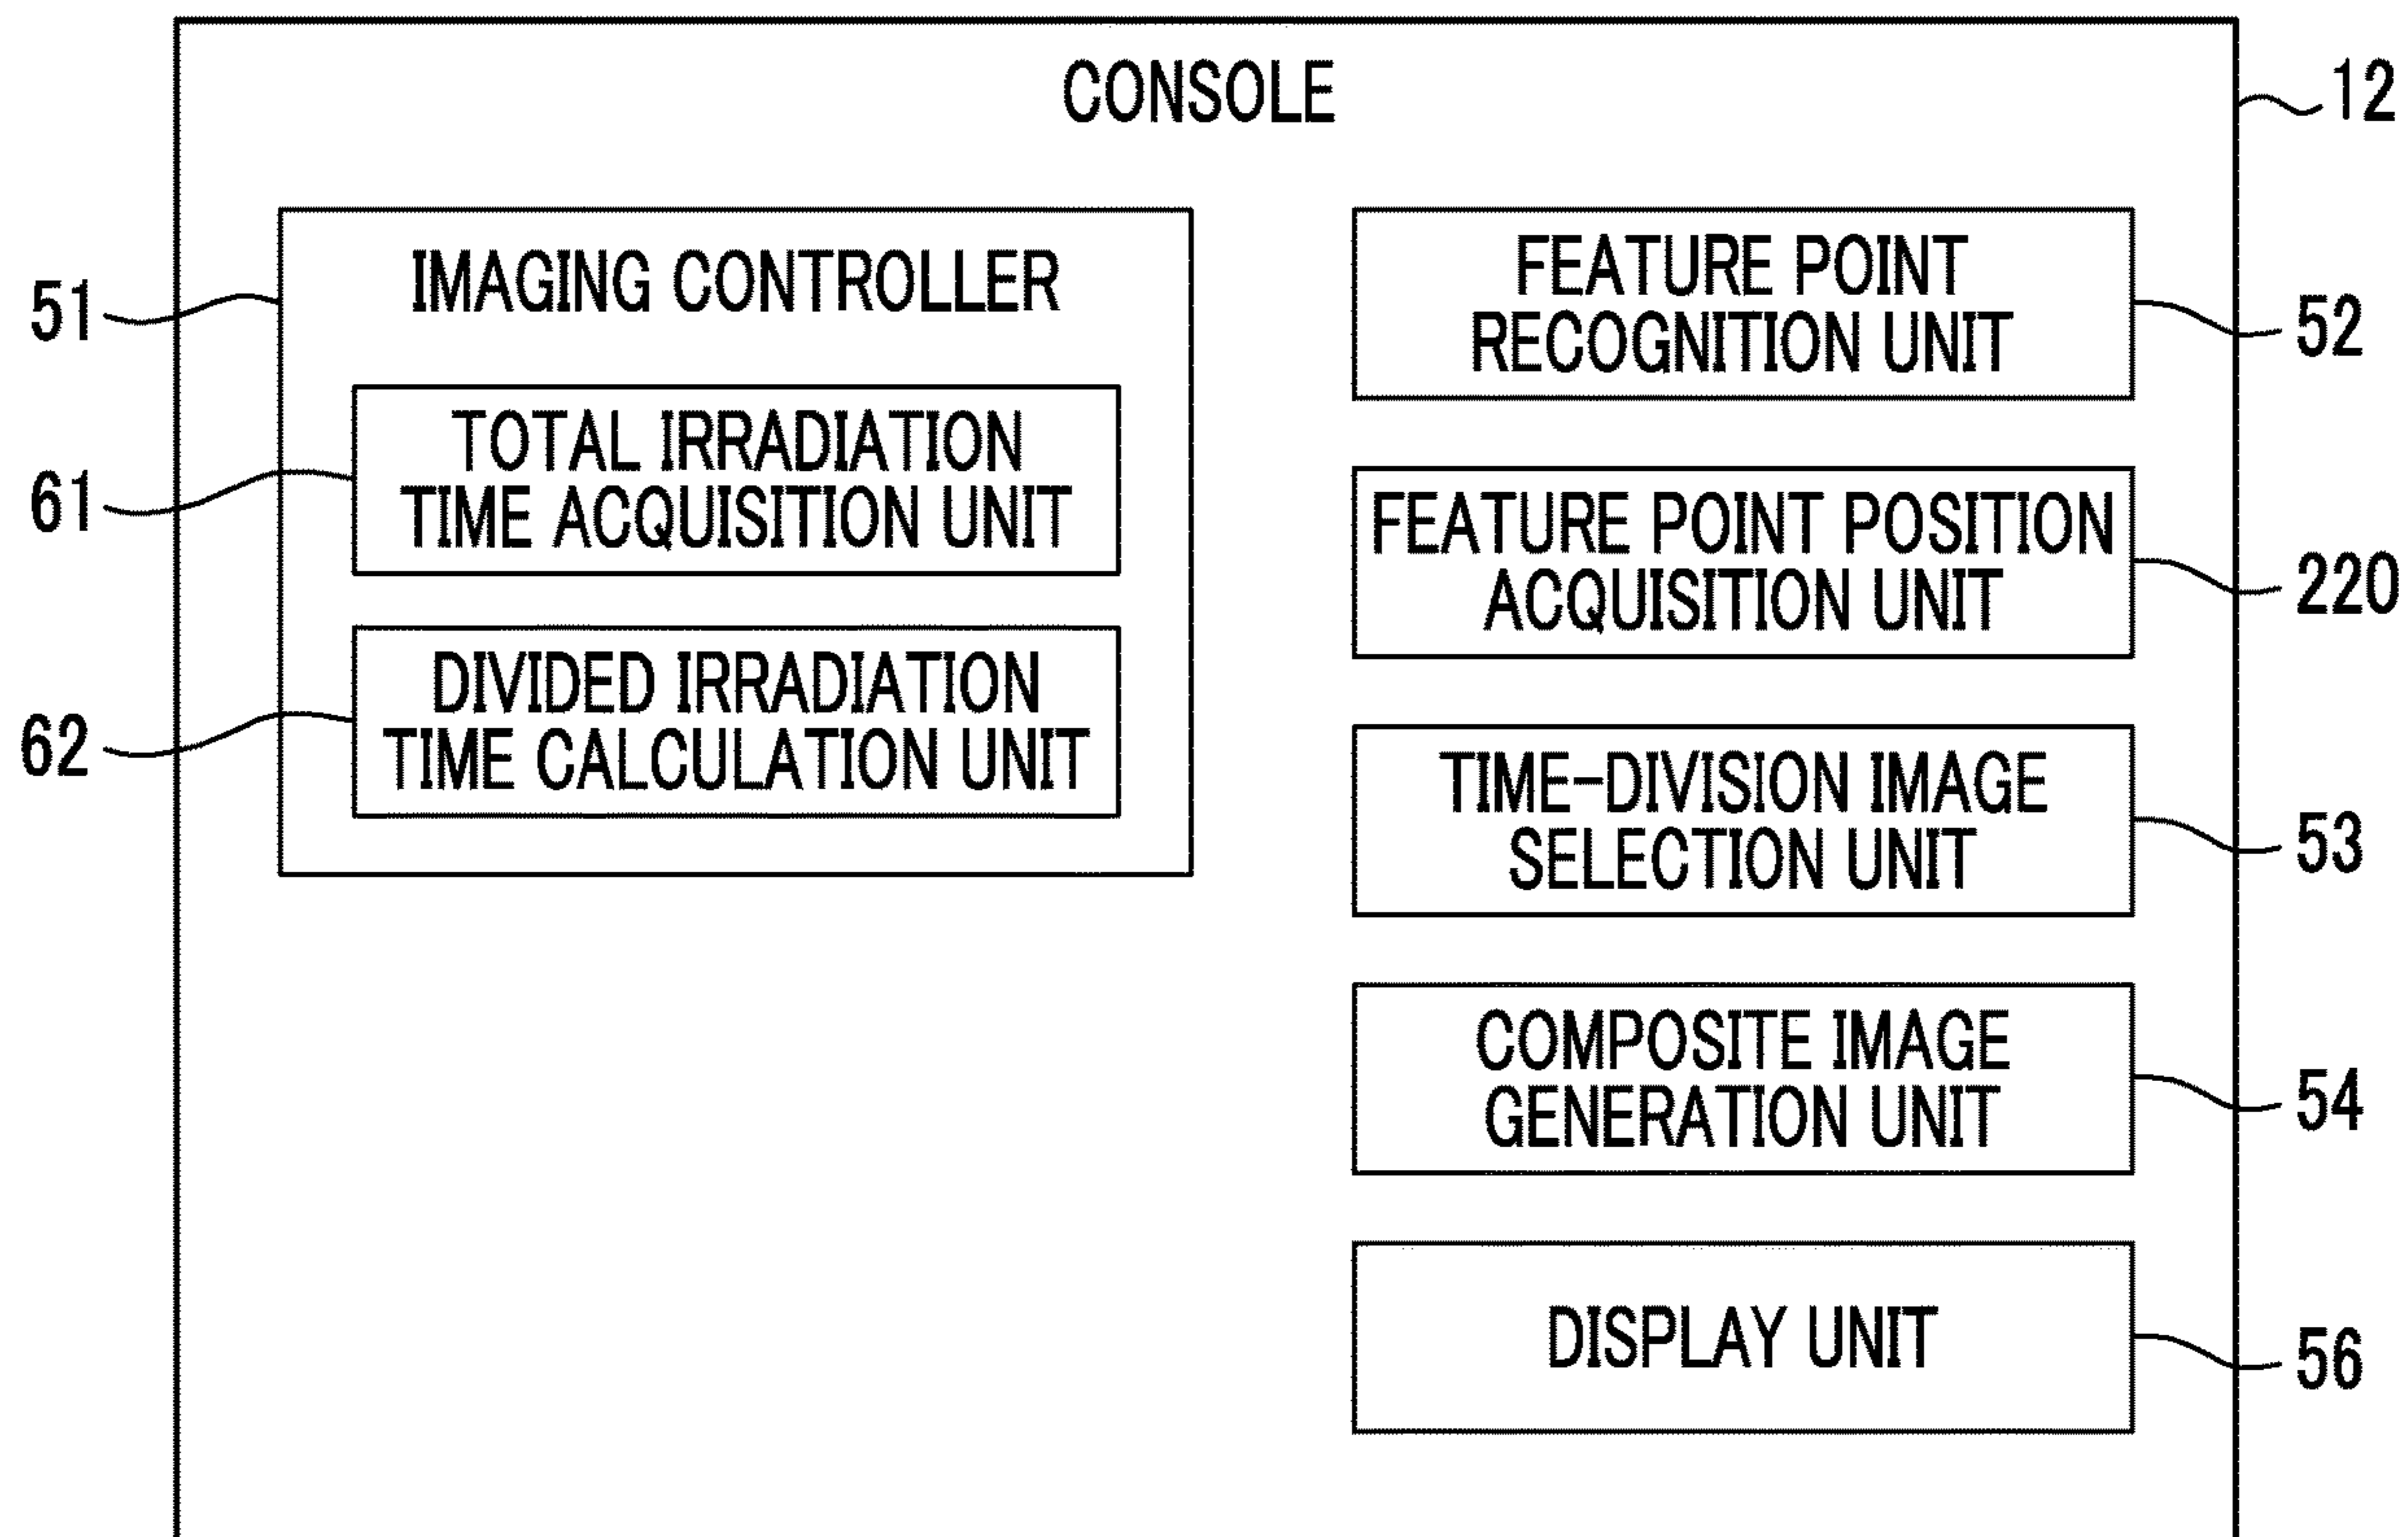 CONSOLE
12
51
IMAGING CONTROLLER
61
TOTAL IRRADIATION
TIME ACQUISITION UNIT
62
DIVIDED IRRADIATION
TIME CALCULATION UNIT
FEATURE POINT
RECOGNITION UNIT
52
FEATURE POINT POSITION
ACQUISITION UNIT
220
TIME-DIVISION IMAGE
SELECTION UNIT
53
COMPOSITE IMAGE
GENERATION UNIT
54
DISPLAY UNIT
56